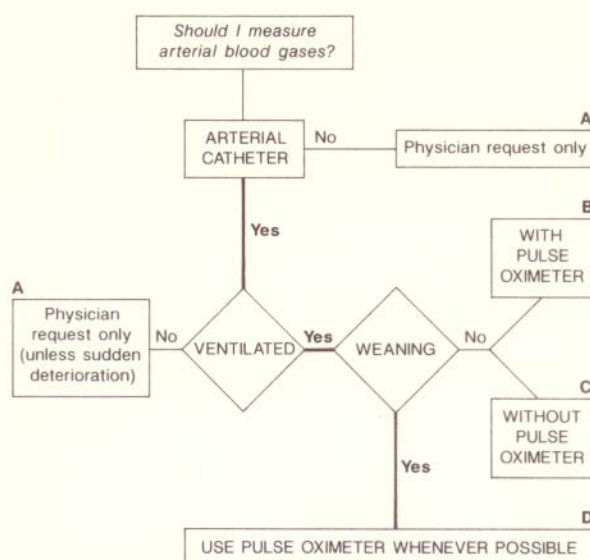 Should I measure
arterial blood gases?
ARTERIAL
CATHETER
No
A
Physician request only
Yes
B
WITH
PULSE
OXIMETER
A
Physician
request only
(unless sudden
deterioration)
No
VENTILATED
Yes
WEANING
No
C
WITHOUT
PULSE
OXIMETER
Yes
D
USE PULSE OXIMETER WHENEVER POSSIBLE